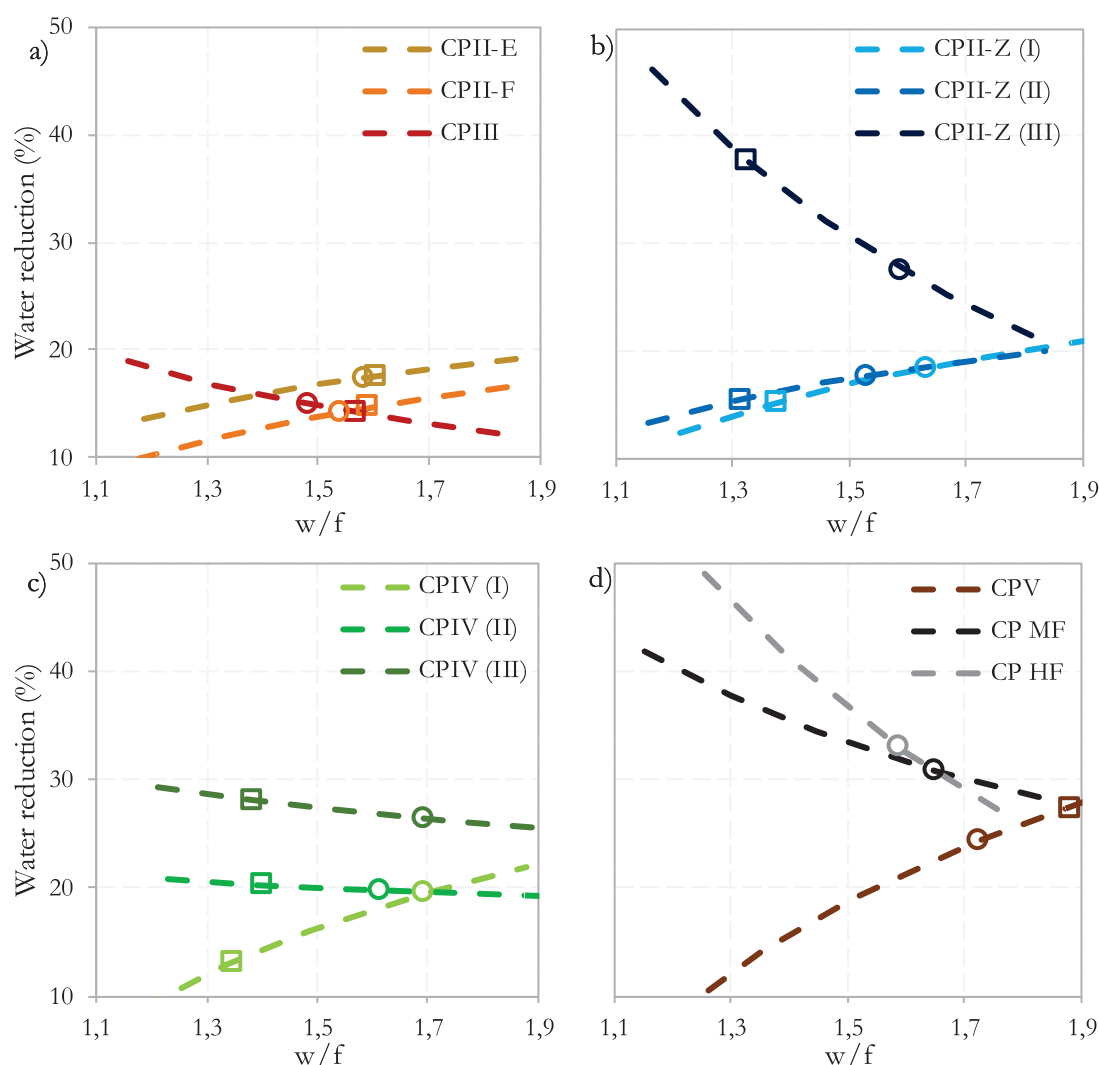 a)
50
40
30
20
10
Water reduction (%)
CPII-E
CPII-F
CPIII
1,1 1,3 1,5 1,7 1,9
w/f
b)
CPII-Z (I)
CPII-Z (II)
CPII-Z (III)
1,1 1,3 1,5 1,7 1,9
w/f
c)
50
40
30
20
10
Water reduction (%)
CPIV (I)
CPIV (II)
CPIV (III)
1,1 1,3 1,5 1,7 1,9
w/f
d)
CPV
CP MF
CP HF
1,1 1,3 1,5 1,7 1,9
w/f